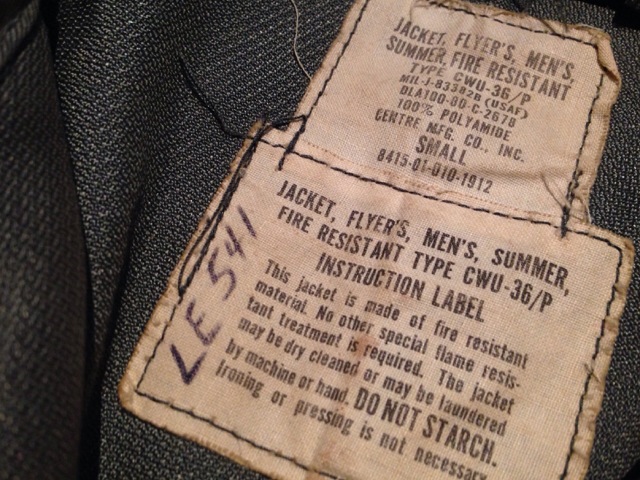 JACKET, FLYER'S, MEN'S,
SUMMER, FIRE RESISTANT
TYPE CWU-36/P
MIL-J-83382B (USAF)
DLA100-80-C-2678
100% POLYAMIDE
CENTRE MFG. CO., INC.
SMALL
8415-01-010-1912
JACKET, FLYER'S, MEN'S, SUMMER,
FIRE RESISTANT TYPE CWU-36/P
INSTRUCTION LABEL
This jacket is made of fire resistant
material. No other special flame resis-
tant treatment is required. The jacket
may be dry cleaned or may be laundered
by machine or hand. DO NOT STARCH.
Ironing or pressing is not necessary.
LE541